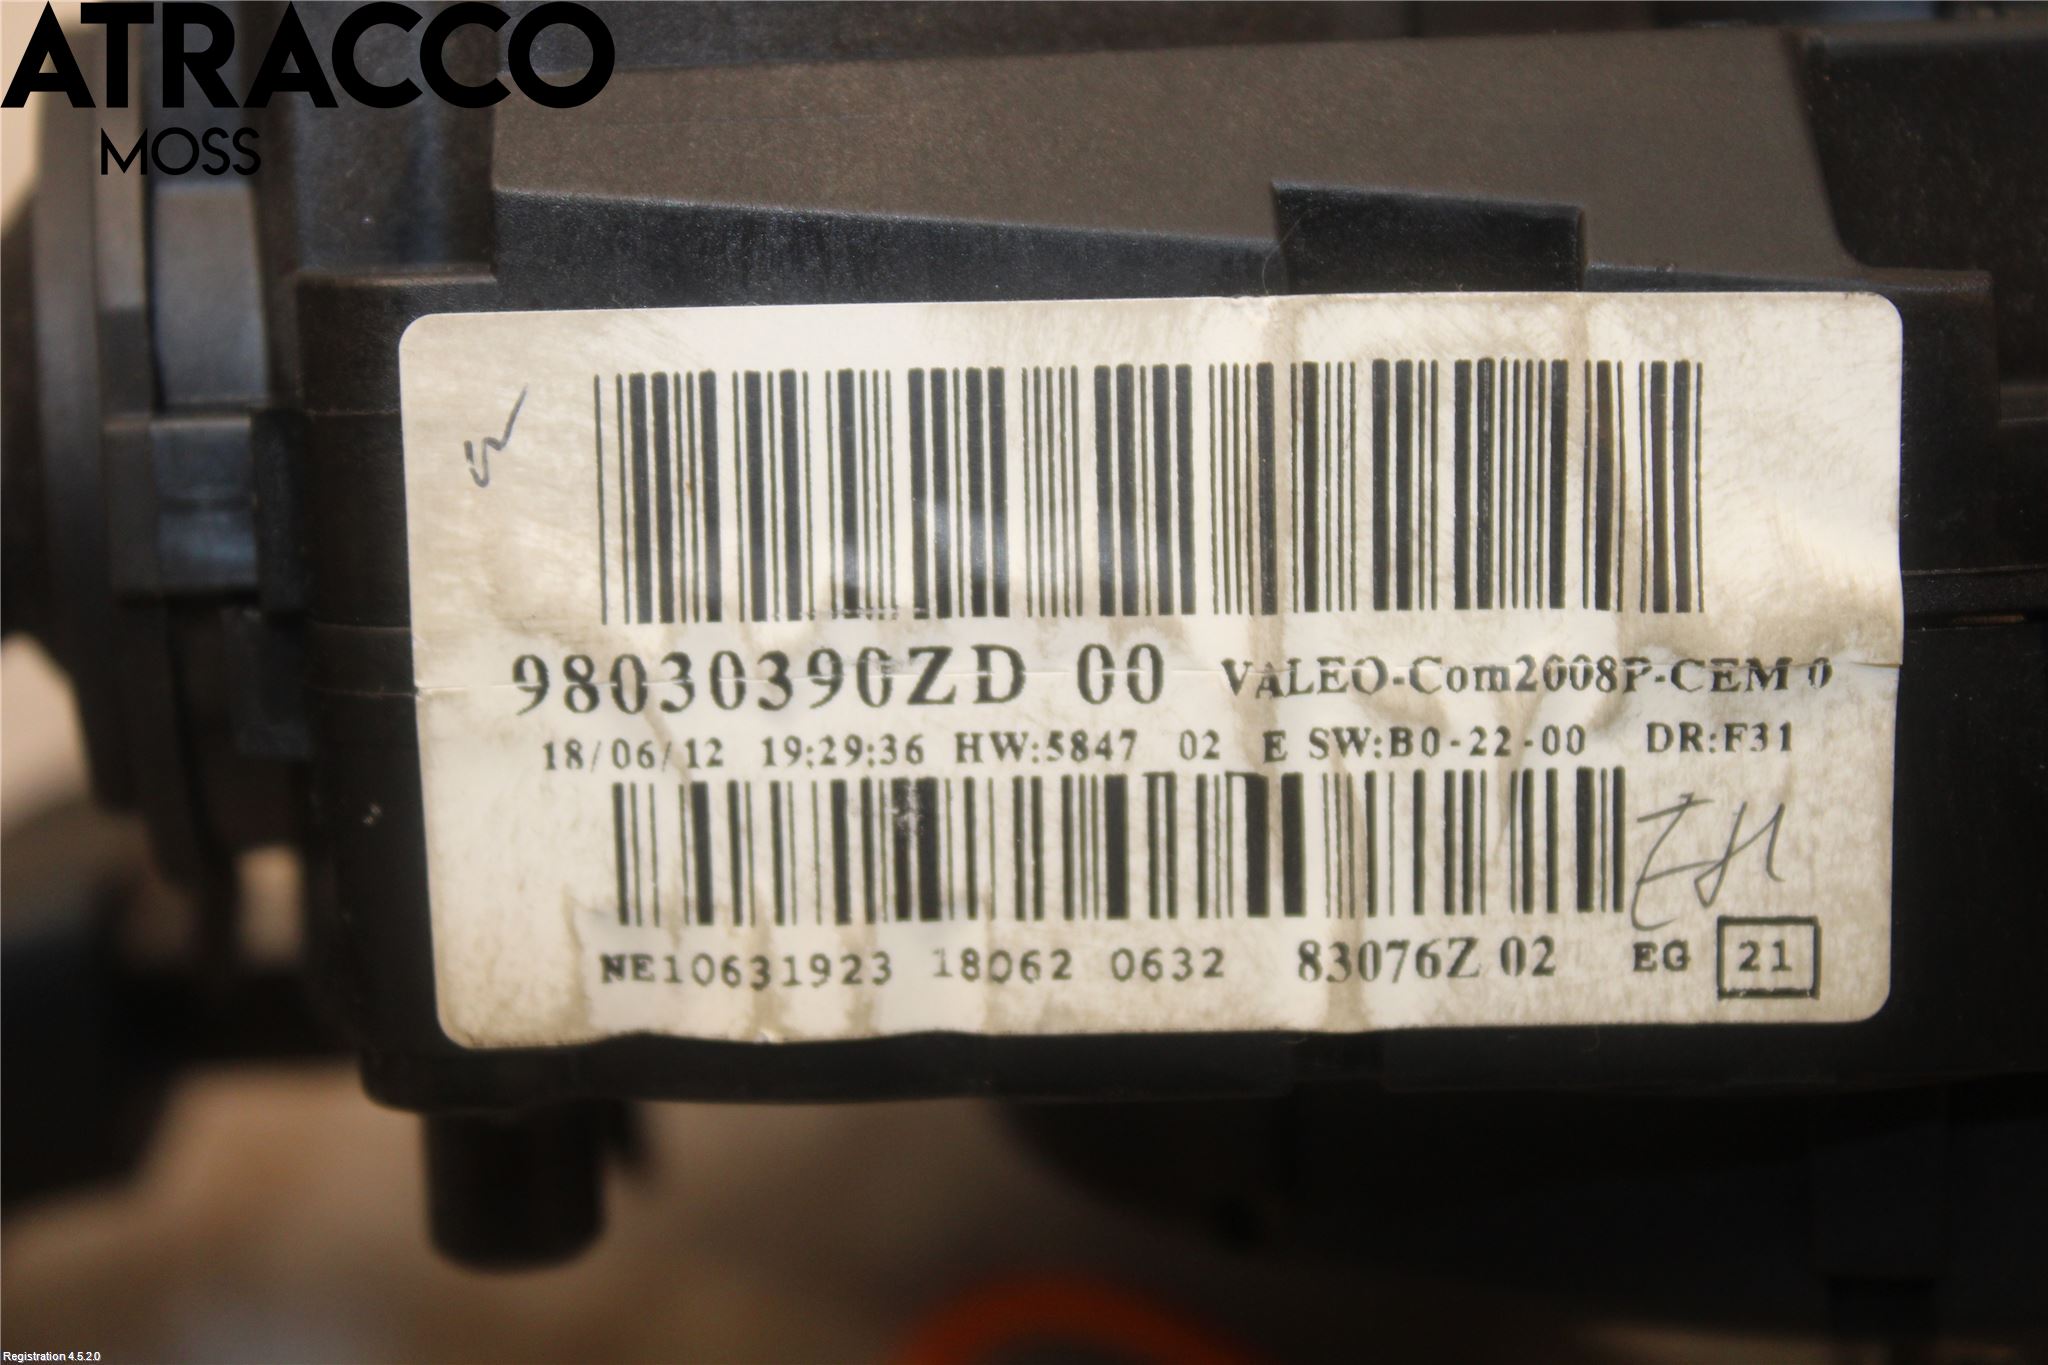 ATRACCO
MOSS
98030390ZD 00 VALEO-Com2008P-CEM 0
18/06/12 19:29:36 HW:5847 02 E SW:B0-22-00 DR:F31
NE10631923 18062 0632 83076Z 02 EG 21
Registration 4.5.2.0